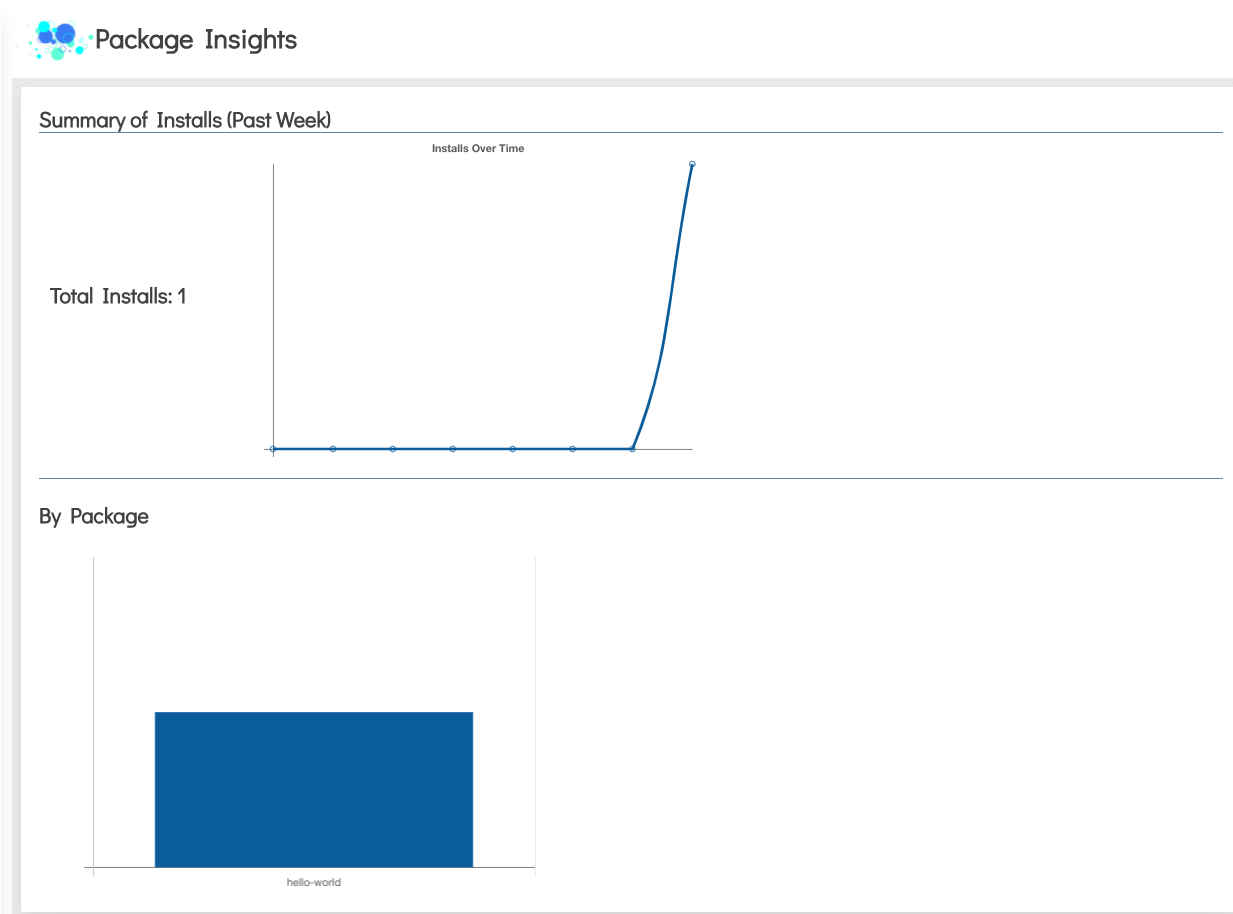 Package Insights
Summary of Installs (Past Week)
Installs Over Time
Total Installs: 1
By Package
hello-world